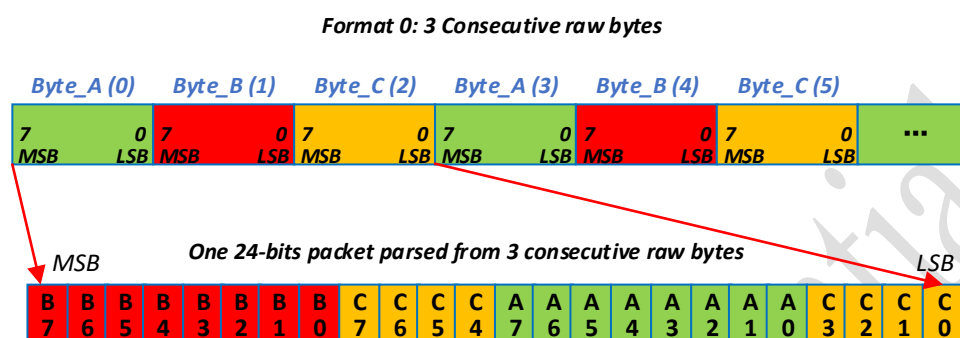 Format 0: 3 Consecutive raw bytes
Byte_A (0) Byte_B (1) Byte_C (2) Byte_A (3) Byte_B (4) Byte_C (5)
7 0 7 0 7 0 7 0 7 0 7 0 ...
MSB LSB MSB LSB MSB LSB MSB LSB MSB LSB MSB LSB
One 24-bits packet parsed from 3 consecutive raw bytes
MSB LSB
B B B B B B B B C C C C A A A A A A A A C C C C
7 6 5 4 3 2 1 0 7 6 5 4 7 6 5 4 3 2 1 0 3 2 1 0